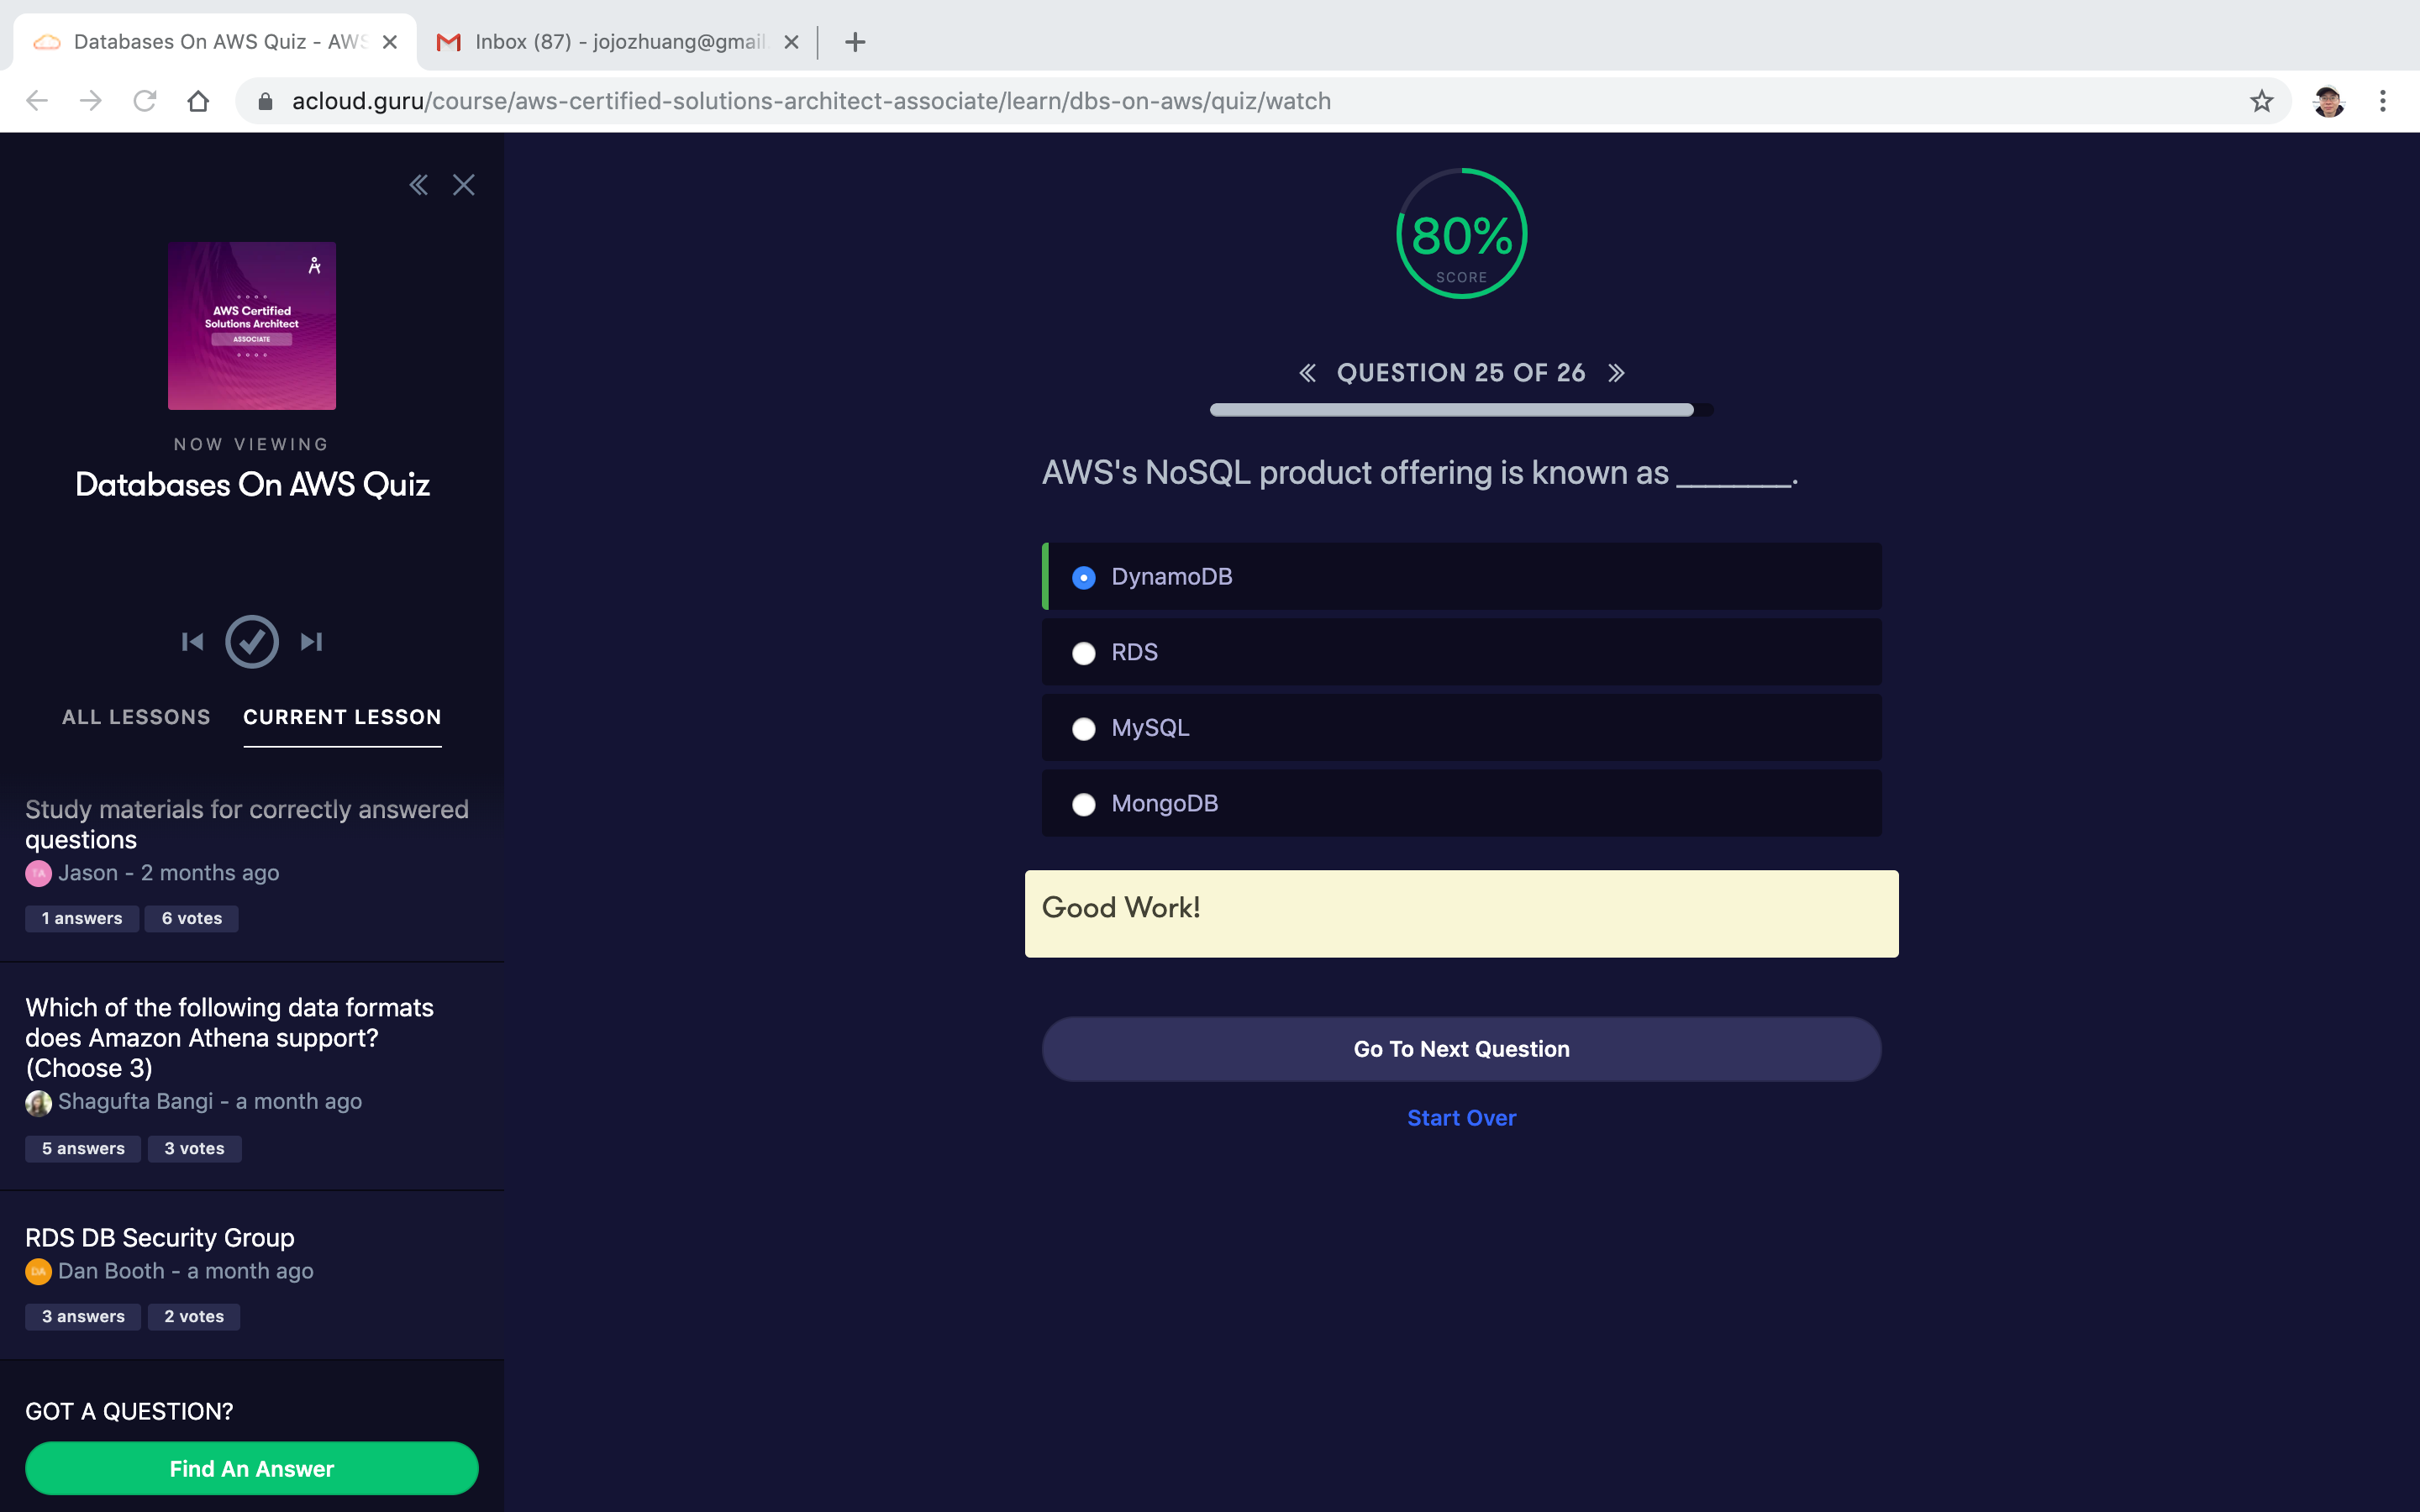 Databases On AWS Quiz - AWS
Inbox (87) - jojozhuang@gmail.
acloud.guru/course/aws-certified-solutions-architect-associate/learn/dbs-on-aws/quiz/watch
AWS Certified
Solutions Architect
ASSOCIATE
NOW VIEWING
Databases On AWS Quiz
ALL LESSONS
CURRENT LESSON
Study materials for correctly answered
questions
TA
Jason - 2 months ago
1 answers
6 votes
Which of the following data formats
does Amazon Athena support?
(Choose 3)
Shagufta Bangi - a month ago
5 answers
3 votes
RDS DB Security Group
DA
Dan Booth - a month ago
3 answers
2 votes
GOT A QUESTION?
Find An Answer
80%
SCORE
QUESTION 25 OF 26
AWS's NoSQL product offering is known as ________.
DynamoDB
RDS
MySQL
MongoDB
Good Work!
Go To Next Question
Start Over